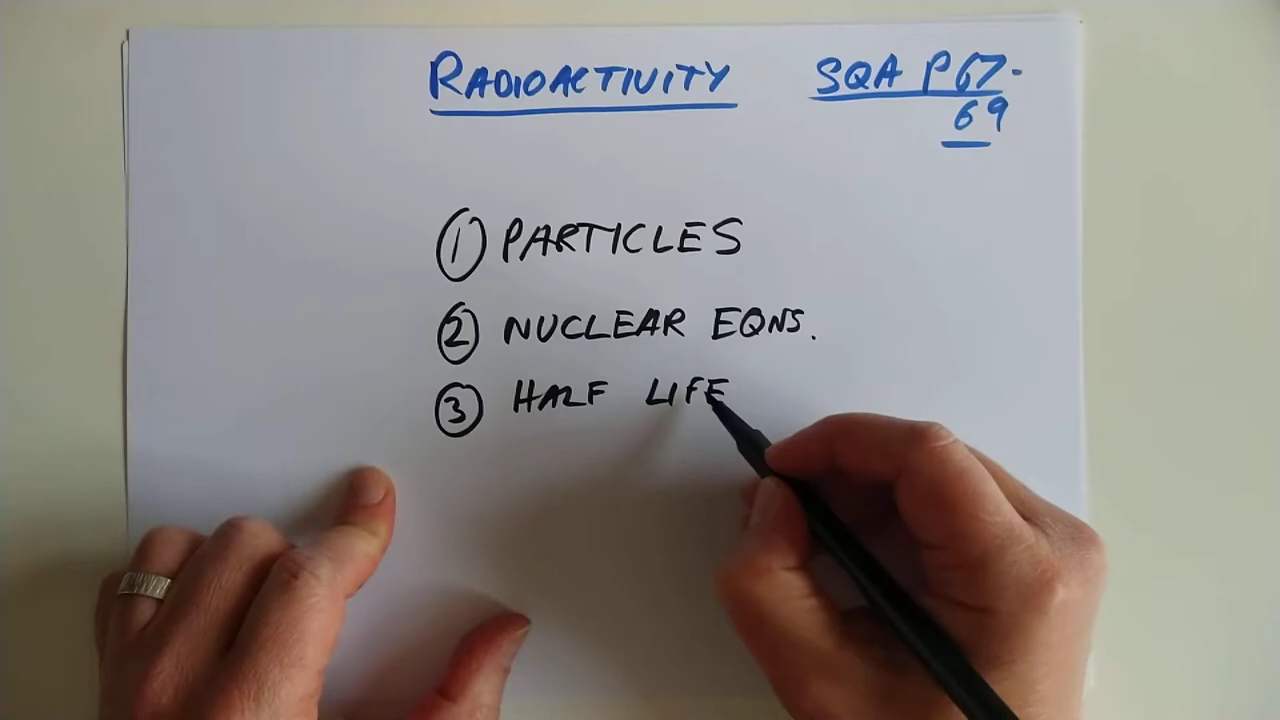 RADIOACTIVITY SQA P67-
69
1 PARTICLES
2 NUCLEAR EQNS.
3 HALF LIFE